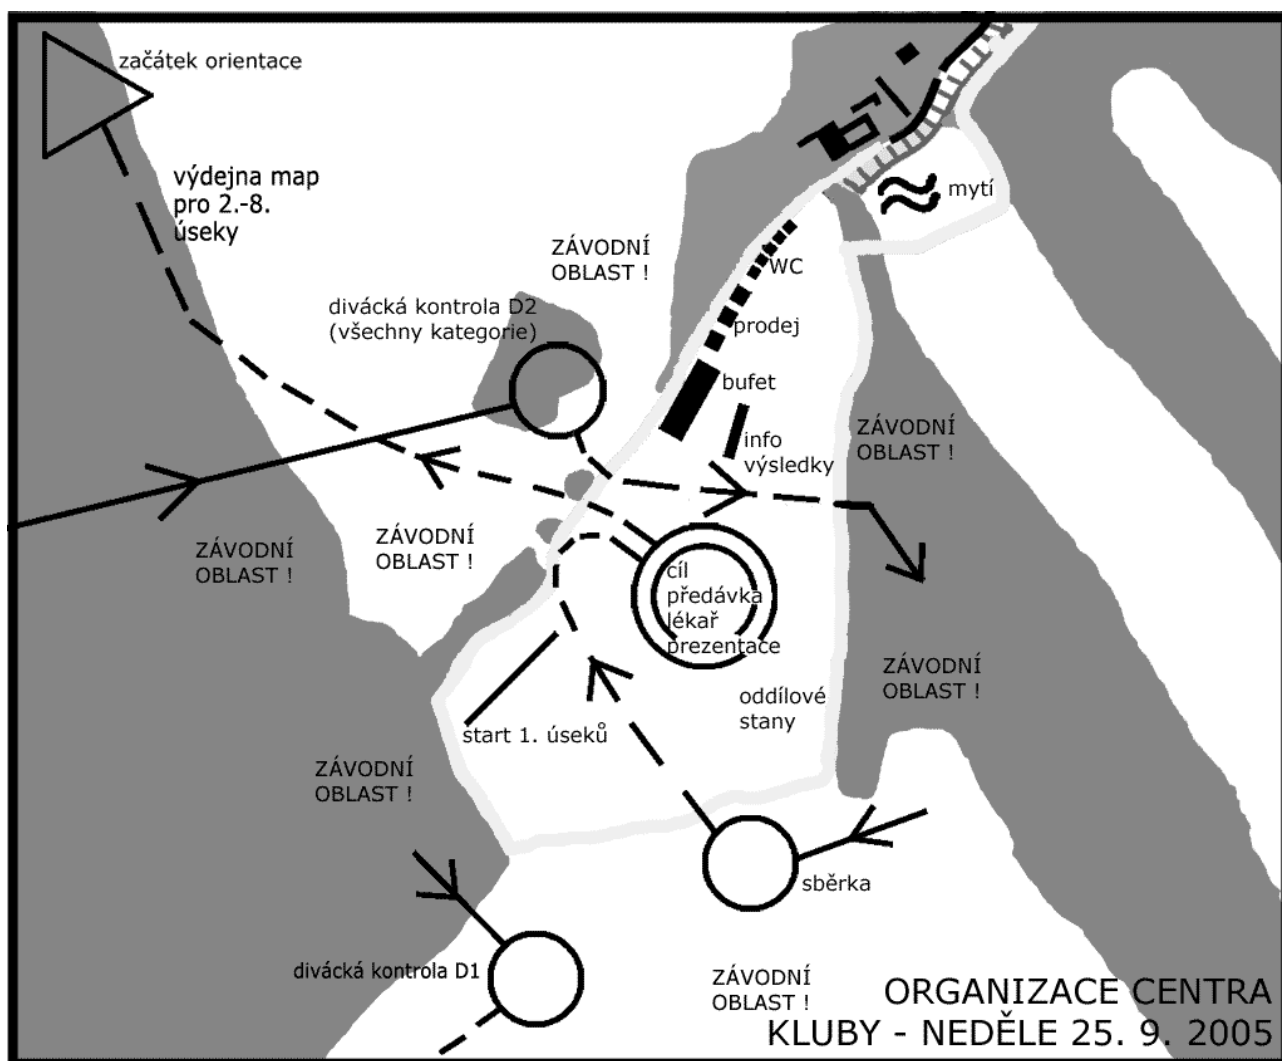 začátek orientace
výdejna map
pro 2.-8.
úseky
mytí
ZÁVODNÍ
OBLAST !
WC
divácká kontrola D2
(všechny kategorie)
prodej
bufet
info
výsledky
ZÁVODNÍ
OBLAST !
ZÁVODNÍ
OBLAST !
ZÁVODNÍ
OBLAST !
cíl
předávka
lékař
prezentace
ZÁVODNÍ
OBLAST !
oddílové
stany
start 1. úseků
ZÁVODNÍ
OBLAST !
sběrka
divácká kontrola D1
ZÁVODNÍ
OBLAST !
ORGANIZACE CENTRA
KLUBY - NEDĚLE 25. 9. 2005